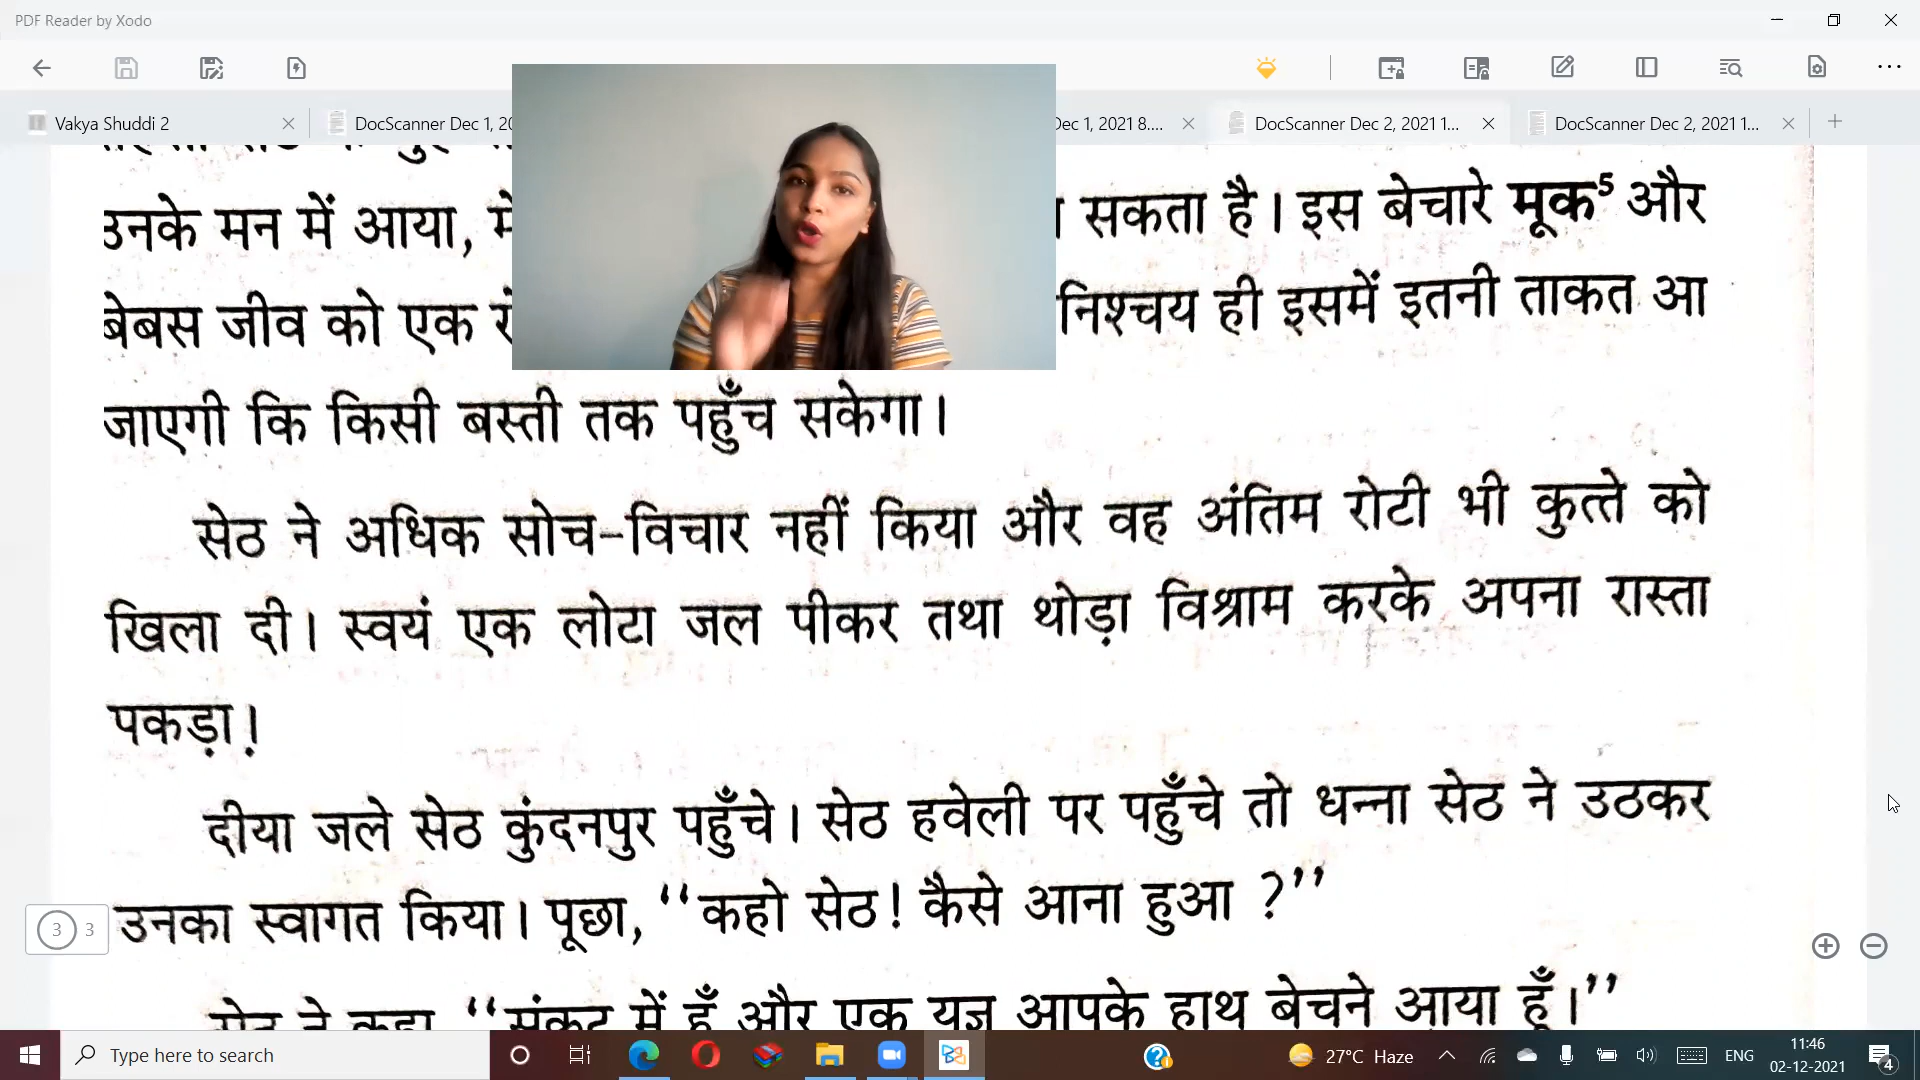 PDF Reader by Xodo
Vakya Shuddi 2
DocScanner Dec 1, 20
Dec 1, 2021 8....
DocScanner Dec 2, 2021 1...
DocScanner Dec 2, 2021 1...
उनके मन में आया, सकता है। इस बेचारे मूक⁵ और
बेबस जीव को एक निश्चय ही इसमें इतनी ताकत आ
जाएगी कि किसी बस्ती तक पहुँच सकेगा।
सेठ ने अधिक सोच-विचार नहीं किया और वह अंतिम रोटी भी कुत्ते को
खिला दी। स्वयं एक लोटा जल पीकर तथा थोड़ा विश्राम करके अपना रास्ता
पकड़ा!
दीया जले सेठ कुंदनपुर पहुँचे। सेठ हवेली पर पहुँचे तो धन्ना सेठ ने उठकर
उनका स्वागत किया। पूछा, “कहो सेठ! कैसे आना हुआ ?”
सेठ ने कहा, “संकट में हूँ और एक यज्ञ आपके हाथ बेचने आया हूँ।”
3 3
Type here to search
27°C Haze
ENG
11:46
02-12-2021
4